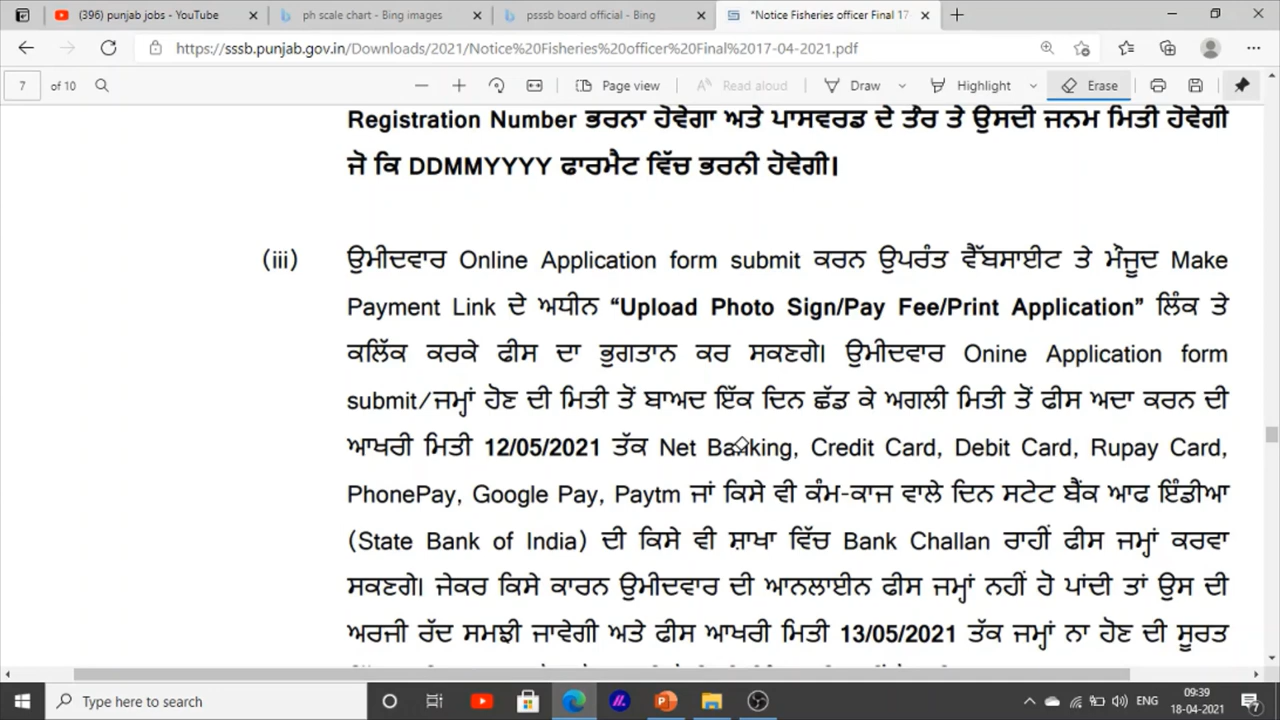 (396) punjab jobs - YouTube
ph scale chart - Bing images
psssb board official - Bing
*Notice Fisheries officer Final 17
https://sssb.punjab.gov.in/Downloads/2021/Notice%20Fisheries%20officer%20Final%2017-04-2021.pdf
7 of 10
Page view
Read aloud
Draw
Highlight
Erase
Registration Number ਭਰਨਾ ਹੋਵੇਗਾ ਅਤੇ ਪਾਸਵਰਡ ਦੇ ਤੌਰ ਤੇ ਉਸਦੀ ਜਨਮ ਮਿਤੀ ਹੋਵੇਗੀ
ਜੋ ਕਿ DDMMYYYY ਫਾਰਮੈਟ ਵਿੱਚ ਭਰਨੀ ਹੋਵੇਗੀ।
(iii) ਉਮੀਦਵਾਰ Online Application form submit ਕਰਨ ਉਪਰੰਤ ਵੈੱਬਸਾਈਟ ਤੇ ਮੌਜੂਦ Make
Payment Link ਦੇ ਅਧੀਨ “Upload Photo Sign/Pay Fee/Print Application” ਲਿੰਕ ਤੇ
ਕਲਿੱਕ ਕਰਕੇ ਫੀਸ ਦਾ ਭੁਗਤਾਨ ਕਰ ਸਕਣਗੇ। ਉਮੀਦਵਾਰ Onine Application form
submit/ਜਮ੍ਹਾਂ ਹੋਣ ਦੀ ਮਿਤੀ ਤੋਂ ਬਾਅਦ ਇੱਕ ਦਿਨ ਛੱਡ ਕੇ ਅਗਲੀ ਮਿਤੀ ਤੋਂ ਫੀਸ ਅਦਾ ਕਰਨ ਦੀ
ਆਖਰੀ ਮਿਤੀ 12/05/2021 ਤੱਕ Net Banking, Credit Card, Debit Card, Rupay Card,
PhonePay, Google Pay, Paytm ਜਾਂ ਕਿਸੇ ਵੀ ਕੰਮ-ਕਾਜ ਵਾਲੇ ਦਿਨ ਸਟੇਟ ਬੈਂਕ ਆਫ ਇੰਡੀਆ
(State Bank of India) ਦੀ ਕਿਸੇ ਵੀ ਸ਼ਾਖਾ ਵਿੱਚ Bank Challan ਰਾਹੀਂ ਫੀਸ ਜਮ੍ਹਾਂ ਕਰਵਾ
ਸਕਣਗੇ। ਜੇਕਰ ਕਿਸੇ ਕਾਰਨ ਉਮੀਦਵਾਰ ਦੀ ਆਨਲਾਈਨ ਫੀਸ ਜਮ੍ਹਾਂ ਨਹੀਂ ਹੋ ਪਾਂਦੀ ਤਾਂ ਉਸ ਦੀ
ਅਰਜੀ ਰੱਦ ਸਮਝੀ ਜਾਵੇਗੀ ਅਤੇ ਫੀਸ ਆਖਰੀ ਮਿਤੀ 13/05/2021 ਤੱਕ ਜਮ੍ਹਾਂ ਨਾ ਹੋਣ ਦੀ ਸੂਰਤ
Type here to search
ENG
09:39
18-04-2021
7